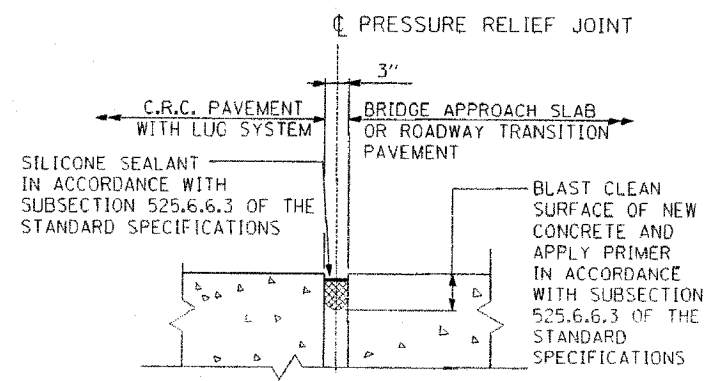 ℄ PRESSURE RELIEF JOINT
3"
C.R.C. PAVEMENT
WITH LUG SYSTEM
BRIDGE APPROACH SLAB
OR ROADWAY TRANSITION
PAVEMENT
SILICONE SEALANT
IN ACCORDANCE WITH
SUBSECTION 525.6.6.3 OF THE
STANDARD SPECIFICATIONS
BLAST CLEAN
SURFACE OF NEW
CONCRETE AND
APPLY PRIMER
IN ACCORDANCE
WITH SUBSECTION
525.6.6.3 OF THE
STANDARD
SPECIFICATIONS